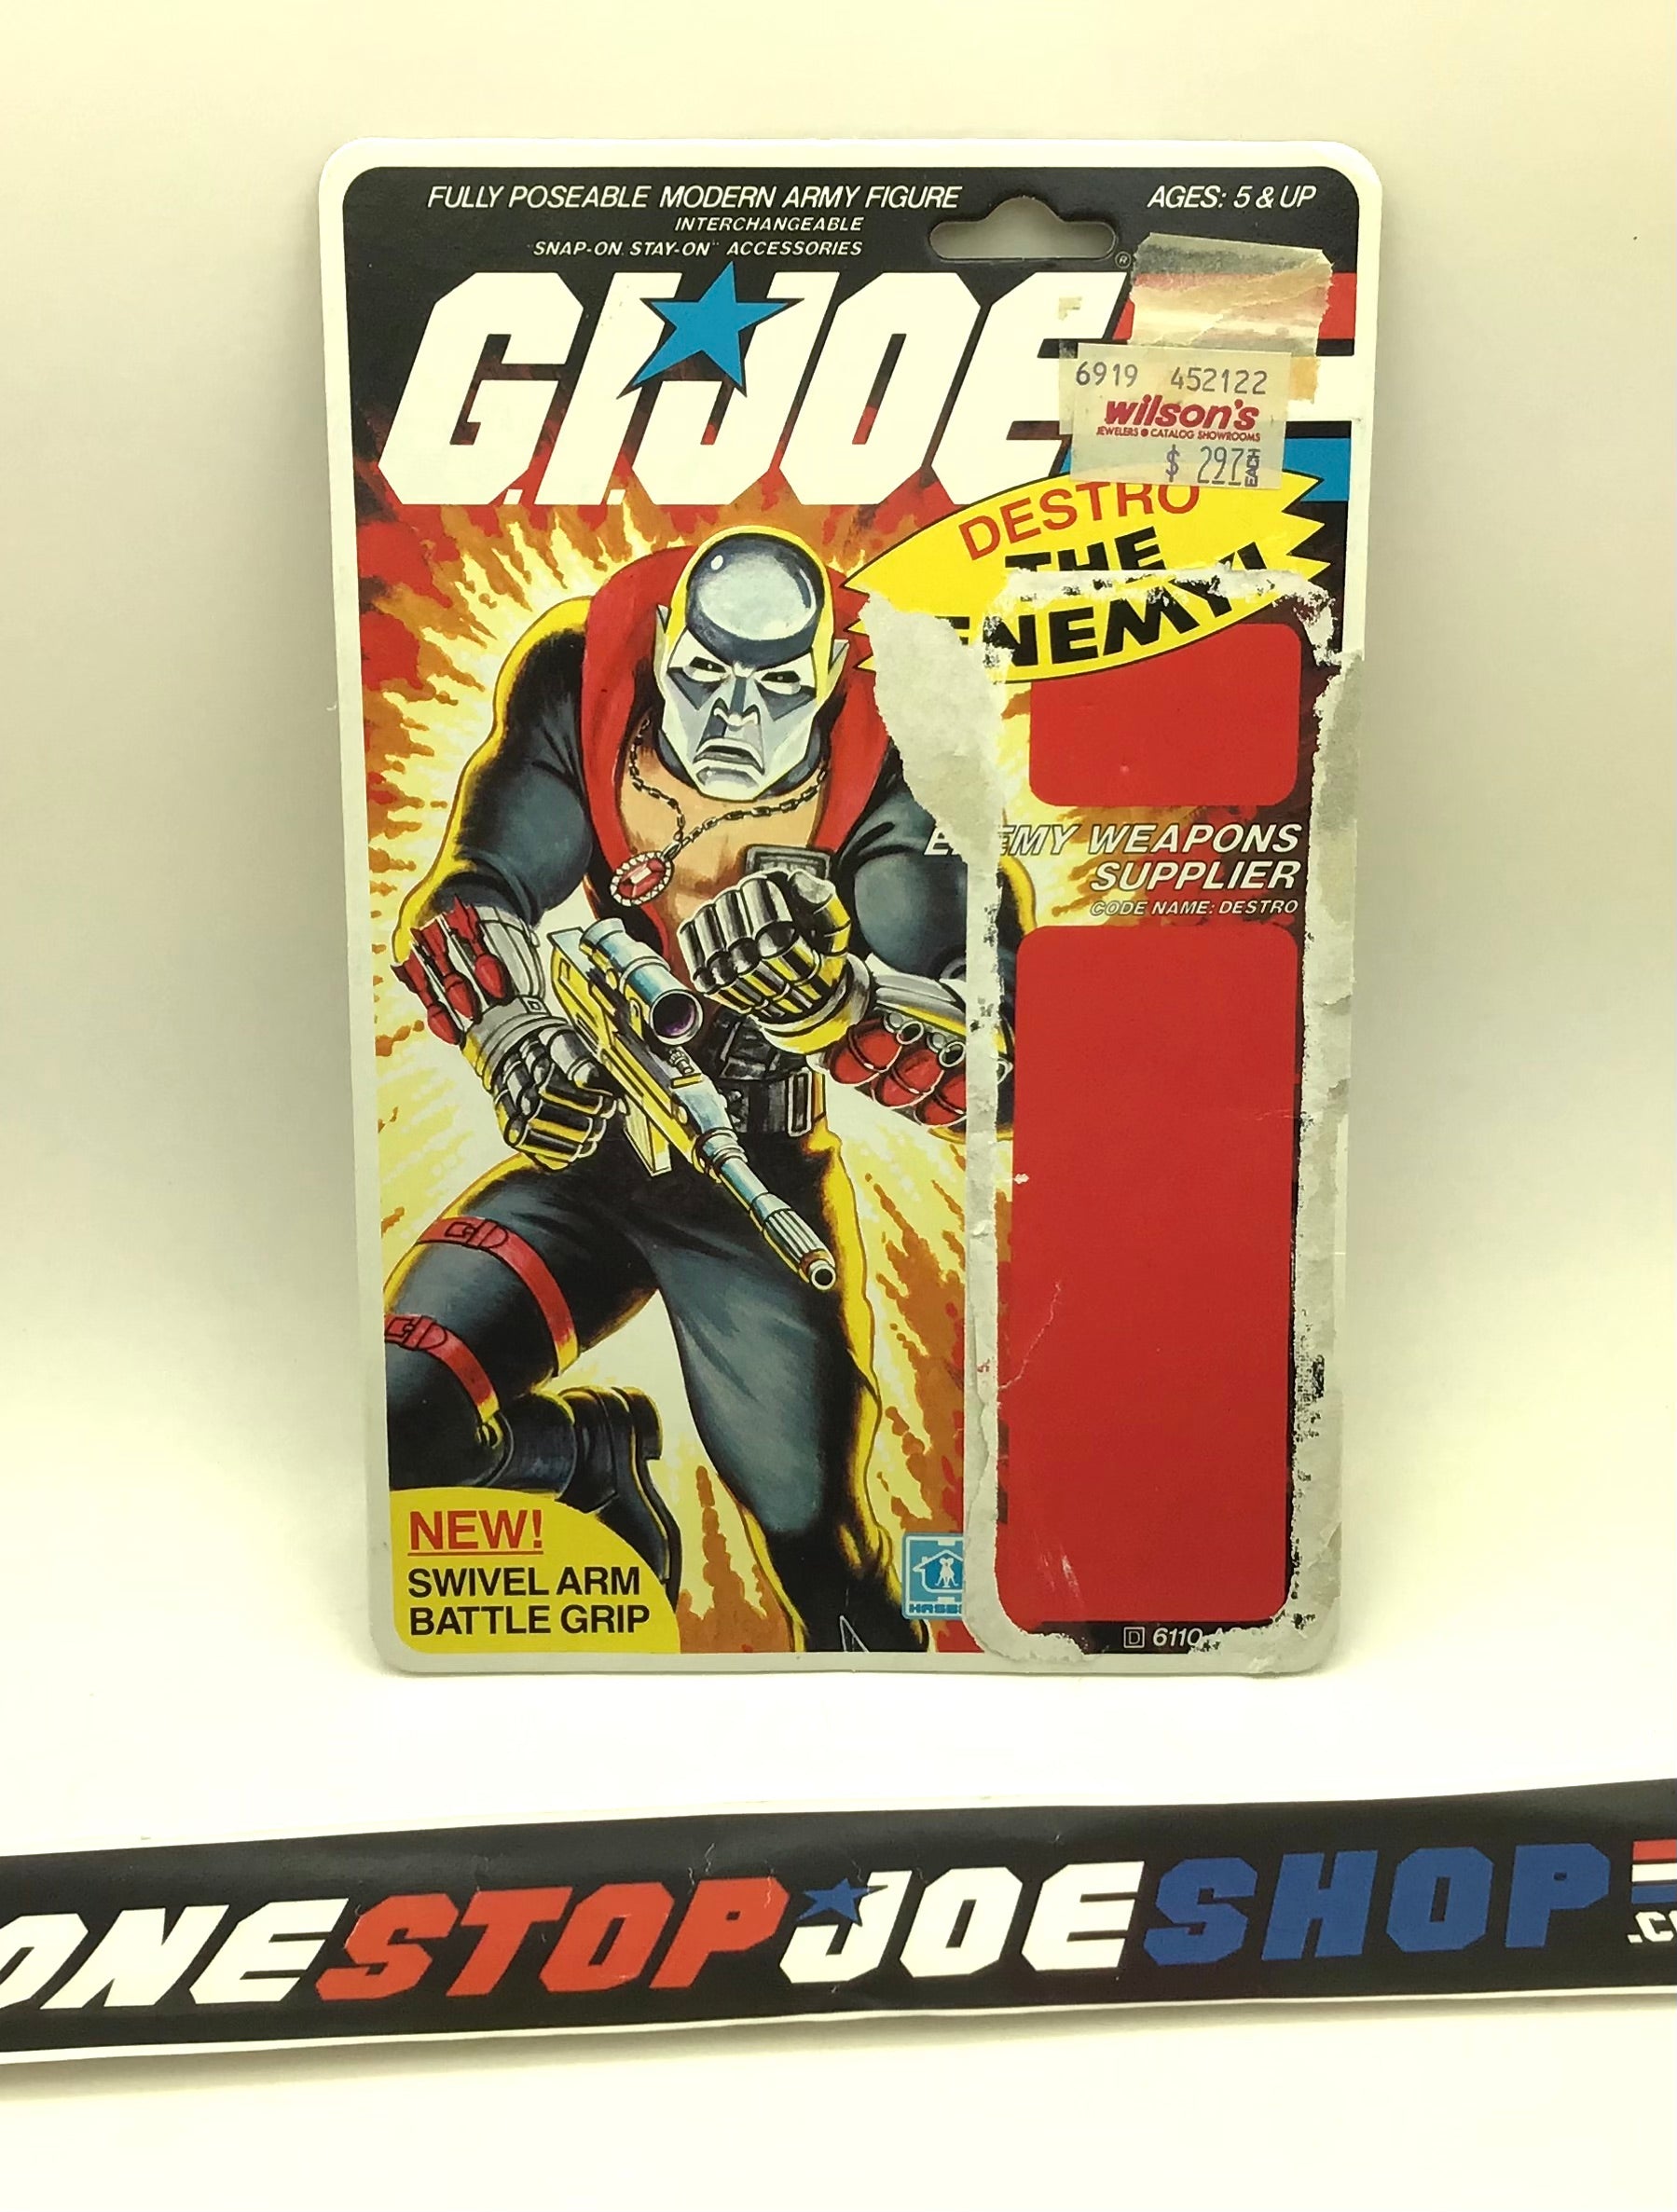 FULLY POSEABLE MODERN ARMY FIGURE
AGES: 5 & UP
INTERCHANGEABLE
"SNAP-ON, STAY-ON" ACCESSORIES
G.I. JOE
®
6919 452122
wilson's
JEWELERS CATALOG SHOWROOMS
$ 297 EACH
DESTRO
THE
ENEMY!
ENEMY WEAPONS
SUPPLIER
CODE NAME: DESTRO
NEW!
SWIVEL ARM
BATTLE GRIP
D 6110
ONESTOPJOESHOP